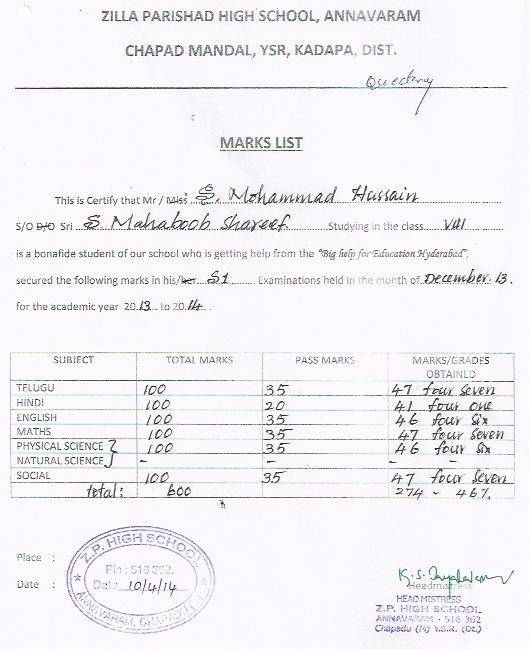 ZILLA PARISHAD HIGH SCHOOL, ANNAVARAM
CHAPAD MANDAL, YSR, KADAPA, DIST.
MARKS LIST
This is Certify that Mr / Miss S. Mohammad Hussain
S/O D/O Sri S Mahaboob Shareef Studying in the class VIII
is a bonafide student of our school who is getting help from the "Big help for Education Hyderabad",
secured the following marks in his/her S1 Examinations held in the month of December. 13.
for the academic year 2013 to 2014.
SUBJECT TOTAL MARKS PASS MARKS MARKS/GRADES OBTAINED
TELUGU 100 35 47 four seven
HINDI 100 20 41 four one
ENGLISH 100 35 46 four six
MATHS 100 35 47 four seven
PHYSICAL SCIENCE 100 35 46 four six
NATURAL SCIENCE - - -
SOCIAL 100 35 47 four seven
total: 600 274 - 46%
Place :
Date :
Z.P. HIGH SCHOOL
Pin : 516 362.
Date 10/4/14
ANNAVARAM, CHAPADU
Headmistress
HEAD MISTRESS
Z.P. HIGH SCHOOL
ANNAVARAM - 516 362
Chapadu (M) Y.S.R. (Dt.)